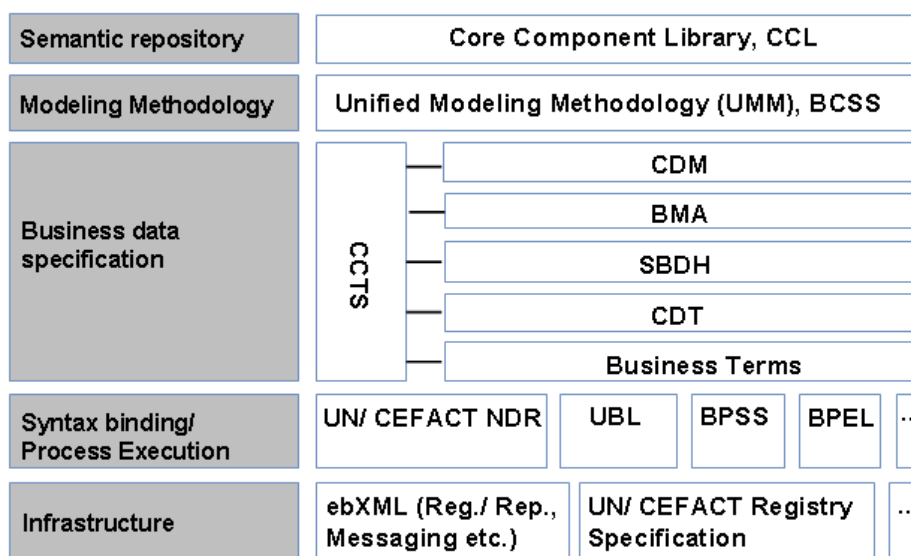 Semantic repository
Core Component Library, CCL
Modeling Methodology
Unified Modeling Methodology (UMM), BCSS
Business data
specification
CCTS
CDM
BMA
SBDH
CDT
Business Terms
Syntax binding/
Process Execution
UN/ CEFACT NDR
UBL
BPSS
BPEL
..
Infrastructure
ebXML (Reg./ Rep.,
Messaging etc.)
UN/ CEFACT Registry
Specification
..